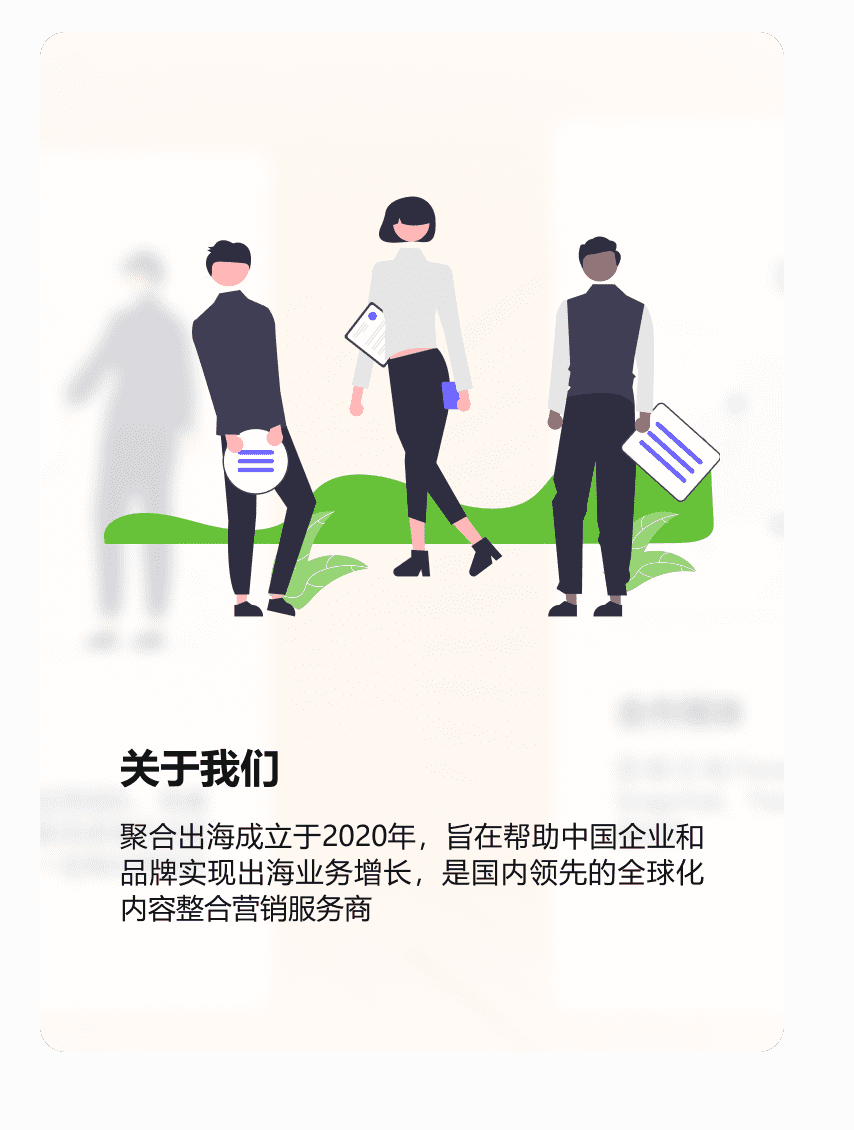 关于我们
聚合出海成立于2020年，旨在帮助中国企业和
品牌实现出海业务增长，是国内领先的全球化
内容整合营销服务商